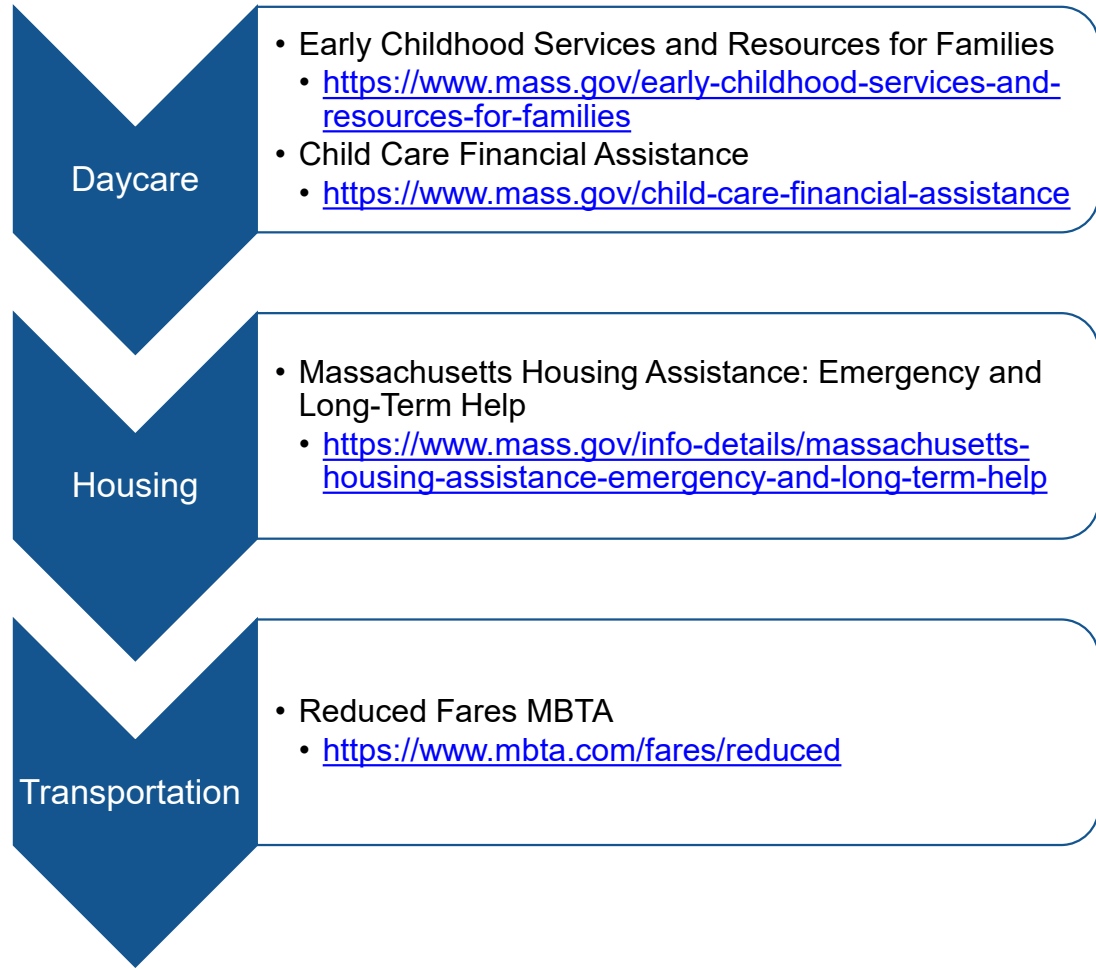 Daycare
• Early Childhood Services and Resources for Families
• https://www.mass.gov/early-childhood-services-and-
resources-for-families
• Child Care Financial Assistance
• https://www.mass.gov/child-care-financial-assistance
Housing
• Massachusetts Housing Assistance: Emergency and
Long-Term Help
• https://www.mass.gov/info-details/massachusetts-
housing-assistance-emergency-and-long-term-help
Transportation
• Reduced Fares MBTA
• https://www.mbta.com/fares/reduced